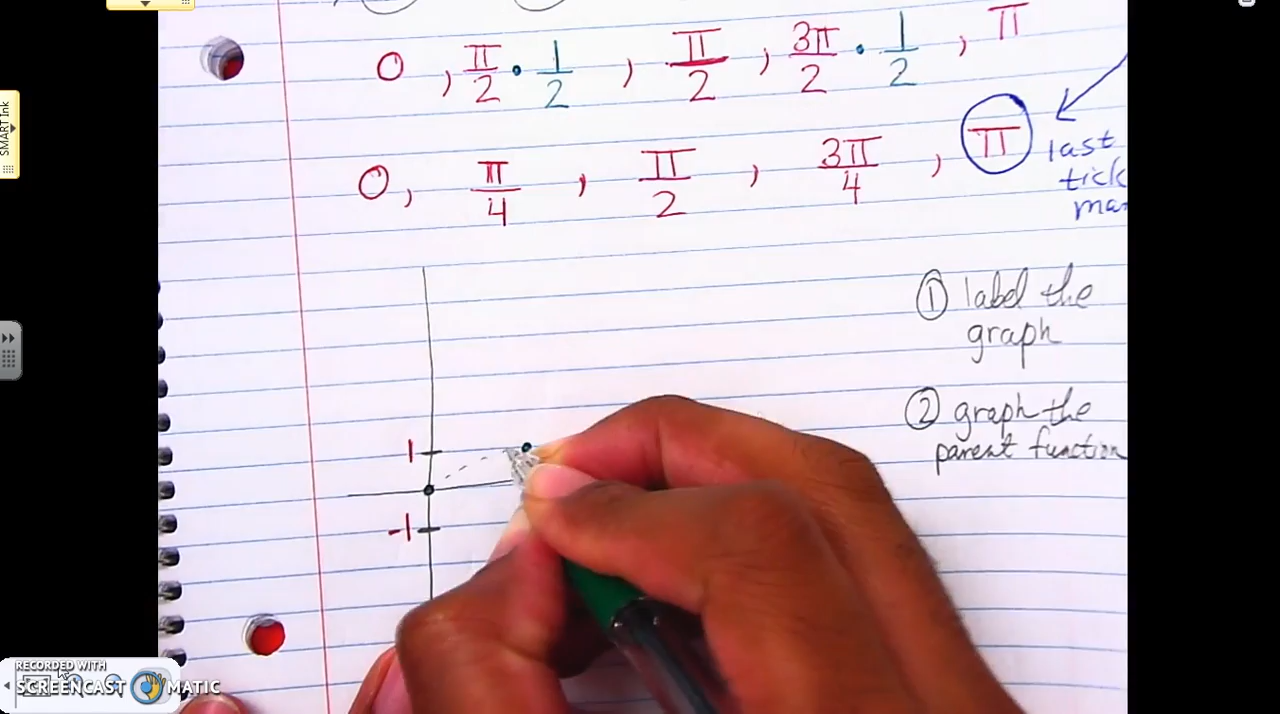 0, π/2 · 1/2, π/2, 3π/2 · 1/2, π
0, π/4, π/2, 3π/4, π
last
tick
① label the
graph
② graph the
parent function
1
-1
SMART Ink
RECORDED WITH
SCREENCAST MATIC